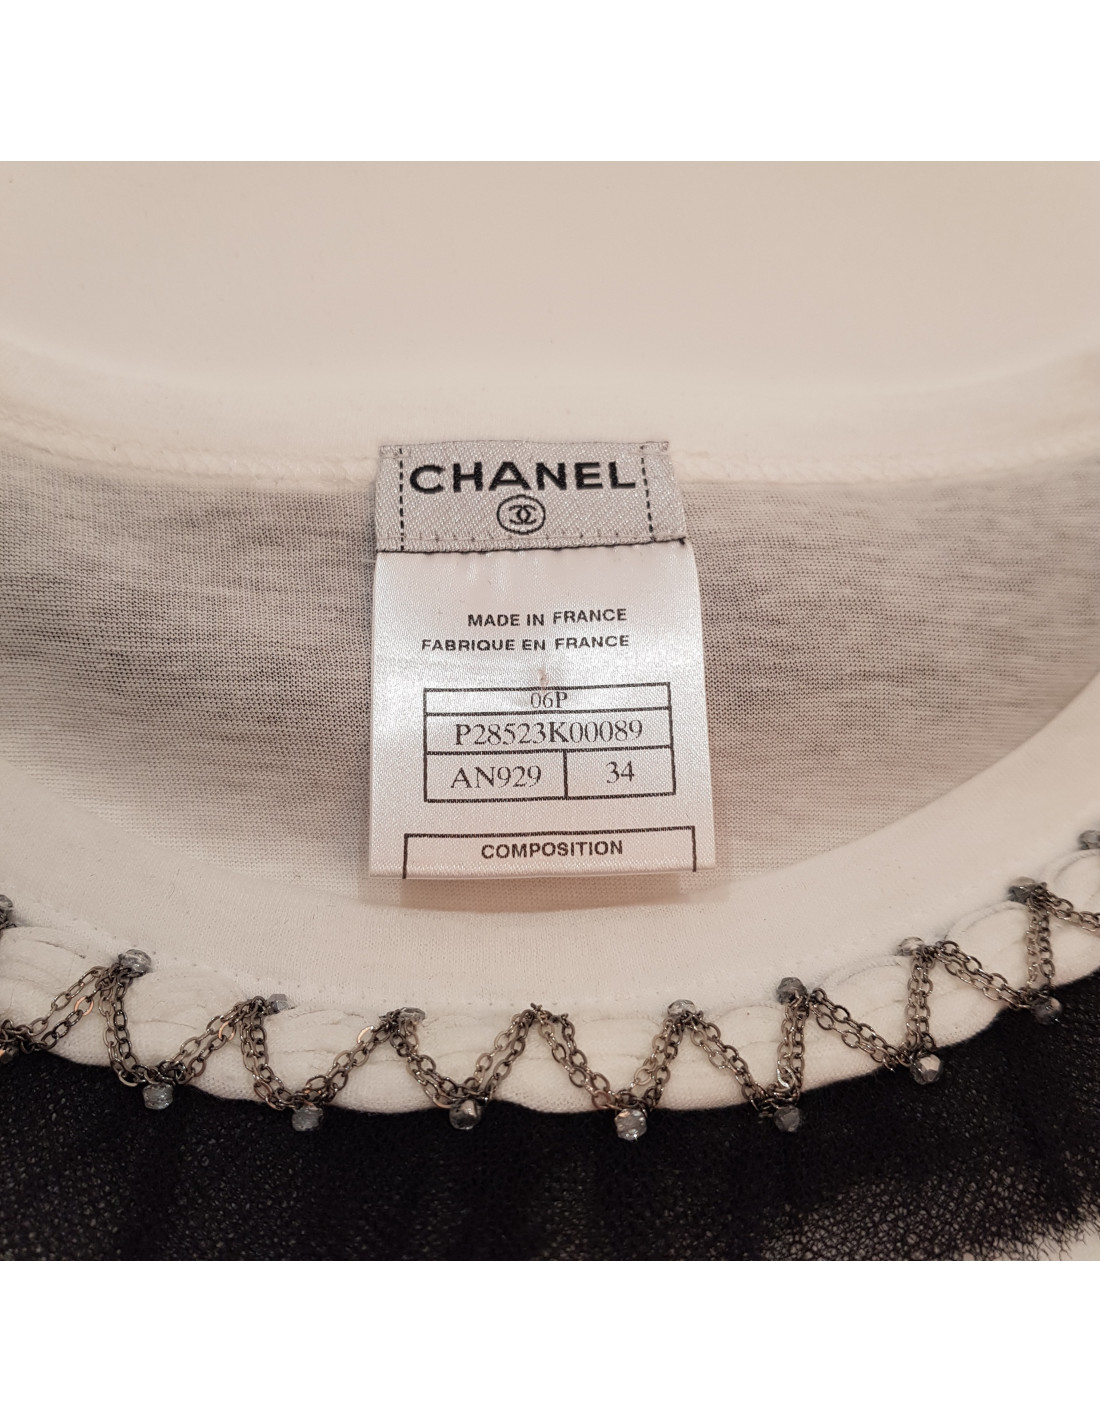 CHANEL
MADE IN FRANCE
FABRIQUE EN FRANCE
06P
P28523K00089
AN929 34
COMPOSITION